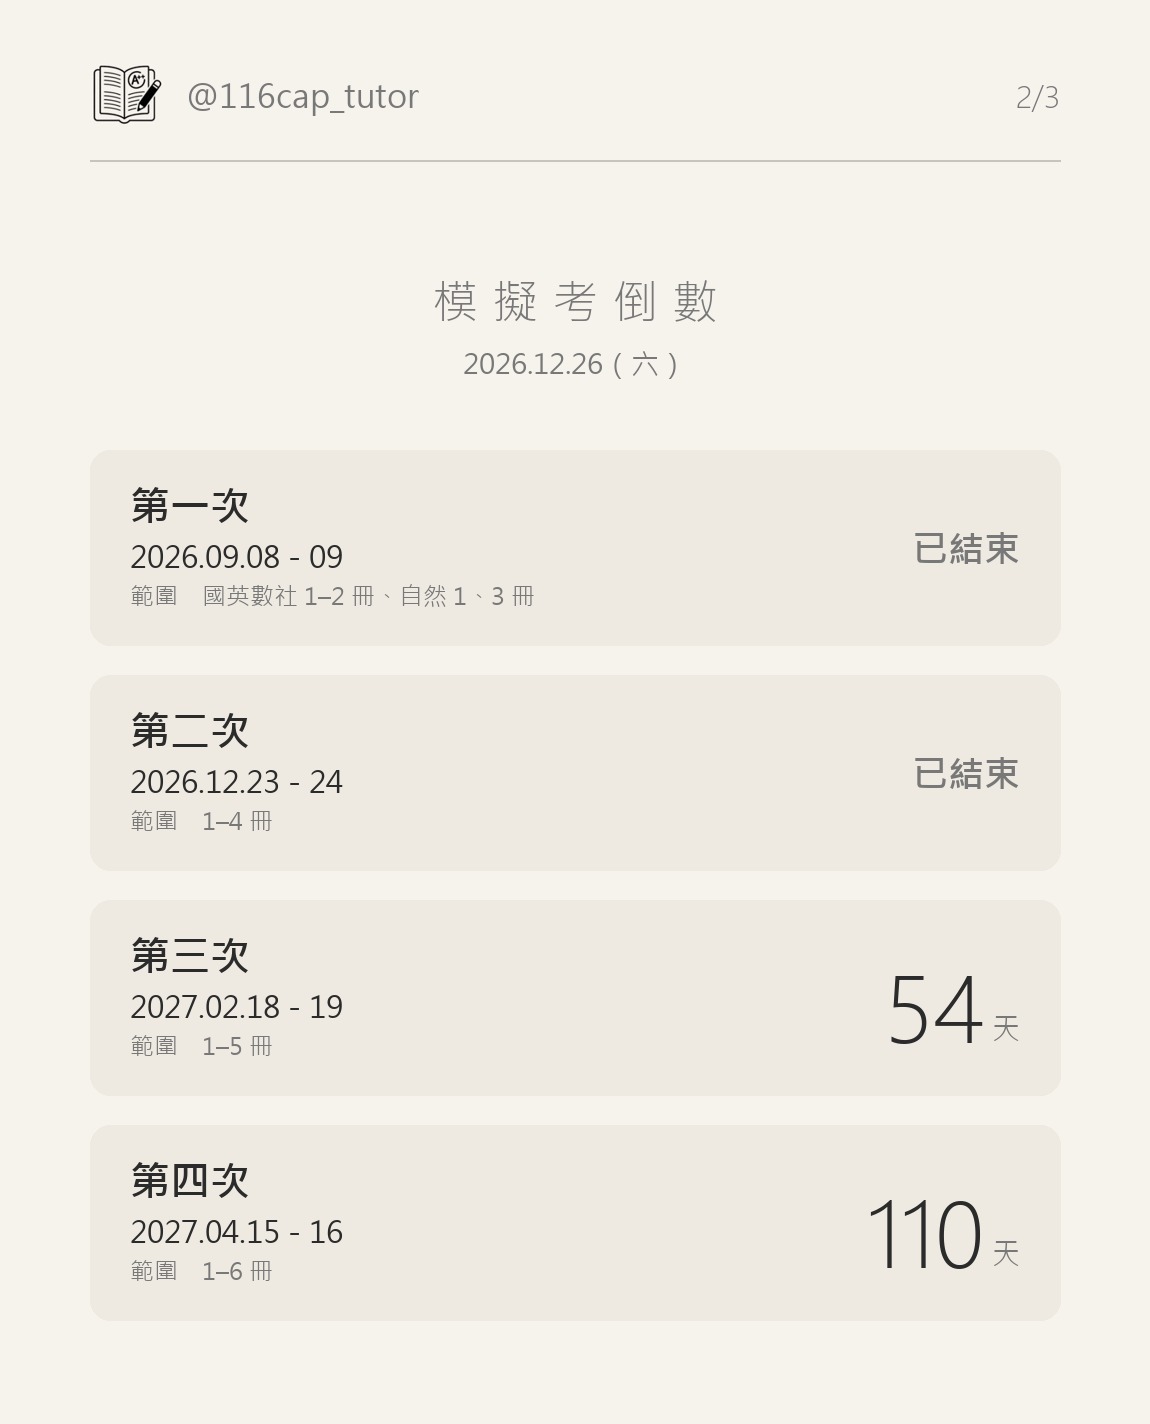 @116cap_tutor
2/3
模擬考倒數
2026.12.26（六）
第一次
2026.09.08 - 09
已結束
範圍　國英數社 1–2 冊、自然 1、3 冊
第二次
2026.12.23 - 24
已結束
範圍　1–4 冊
第三次
2027.02.18 - 19
54 天
範圍　1–5 冊
第四次
2027.04.15 - 16
110 天
範圍　1–6 冊